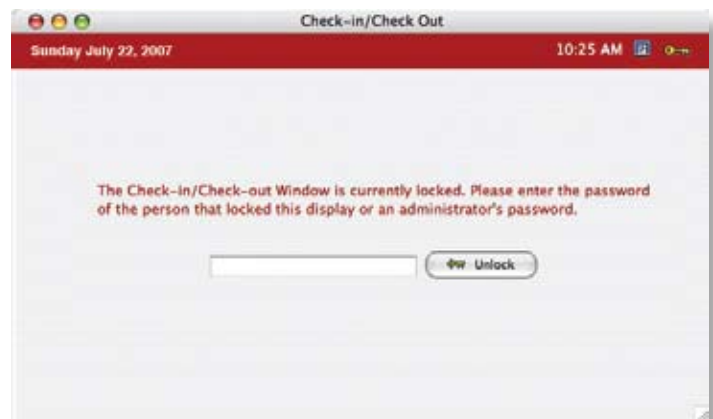 Check-in/Check Out
Sunday July 22, 2007 10:25 AM
The Check-in/Check-out Window is currently locked. Please enter the password
of the person that locked this display or an administrator's password.
Unlock